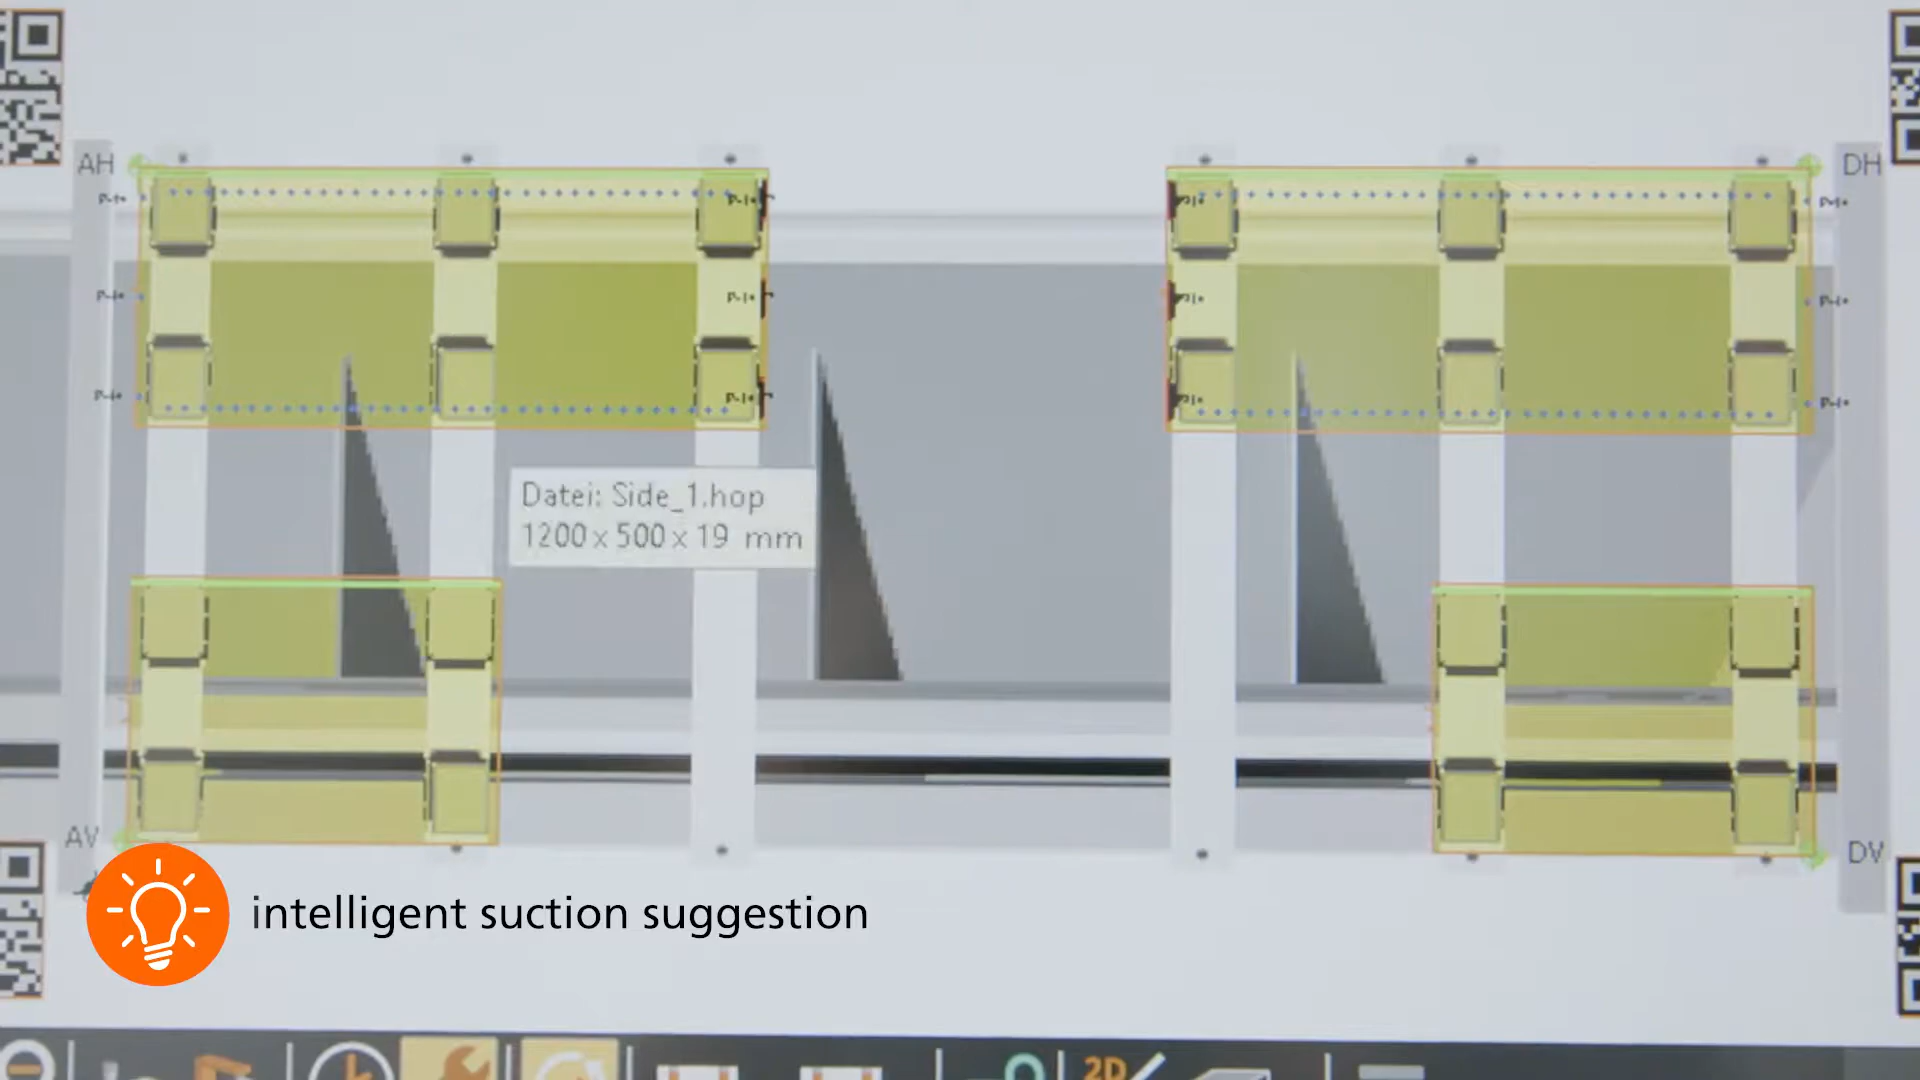 AH
DH
Datei: Side_1.hop
1200 x 500 x 19 mm
AV
DV
intelligent suction suggestion
2D